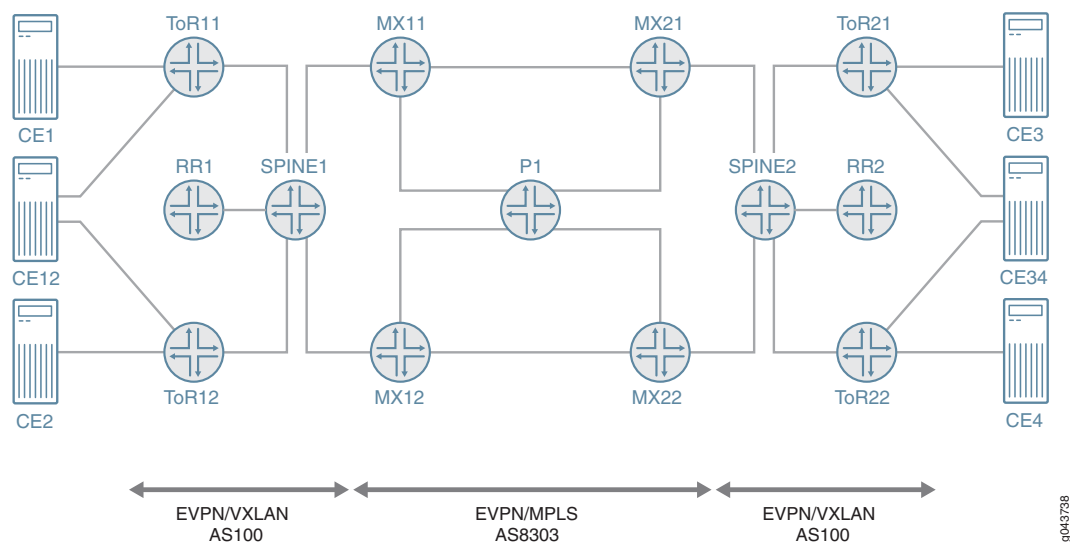 ToR11
MX11
MX21
ToR21
CE1
CE3
RR1
SPINE1
P1
SPINE2
RR2
CE12
CE34
ToR12
MX12
MX22
ToR22
CE2
CE4
EVPN/VXLAN
AS100
EVPN/MPLS
AS8303
EVPN/VXLAN
AS100
g043738